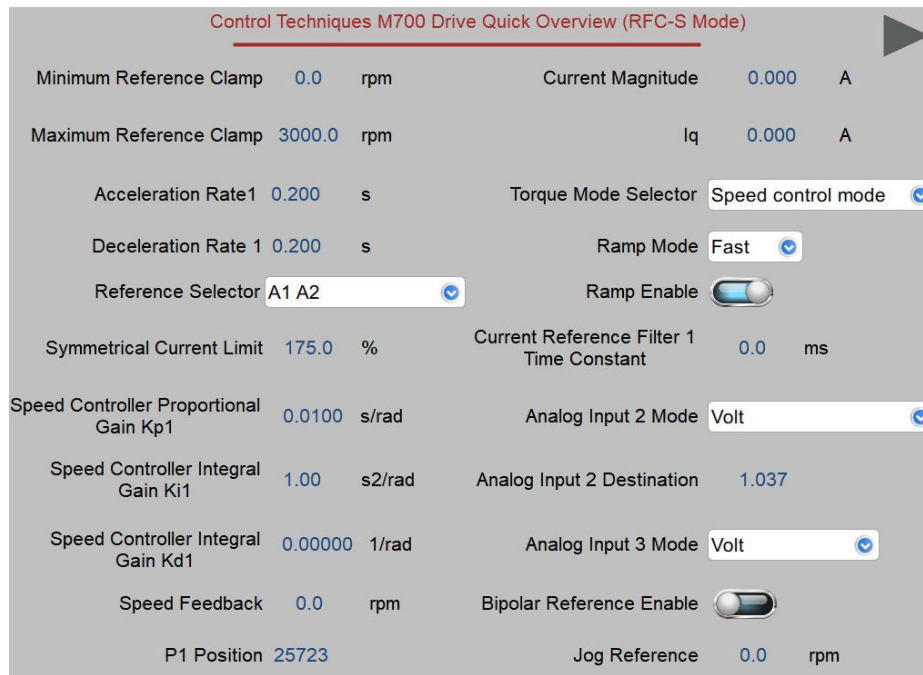 Control Techniques M700 Drive Quick Overview (RFC-S Mode)
Minimum Reference Clamp 0.0 rpm
Current Magnitude 0.000 A
Maximum Reference Clamp 3000.0 rpm
Iq 0.000 A
Acceleration Rate1 0.200 s
Torque Mode Selector Speed control mode
Deceleration Rate 1 0.200 s
Ramp Mode Fast
Reference Selector A1 A2
Ramp Enable
Symmetrical Current Limit 175.0 %
Current Reference Filter 1
Time Constant 0.0 ms
Speed Controller Proportional
Gain Kp1 0.0100 s/rad
Analog Input 2 Mode Volt
Speed Controller Integral
Gain Ki1 1.00 s2/rad
Analog Input 2 Destination 1.037
Speed Controller Integral
Gain Kd1 0.00000 1/rad
Analog Input 3 Mode Volt
Speed Feedback 0.0 rpm
Bipolar Reference Enable
P1 Position 25723
Jog Reference 0.0 rpm